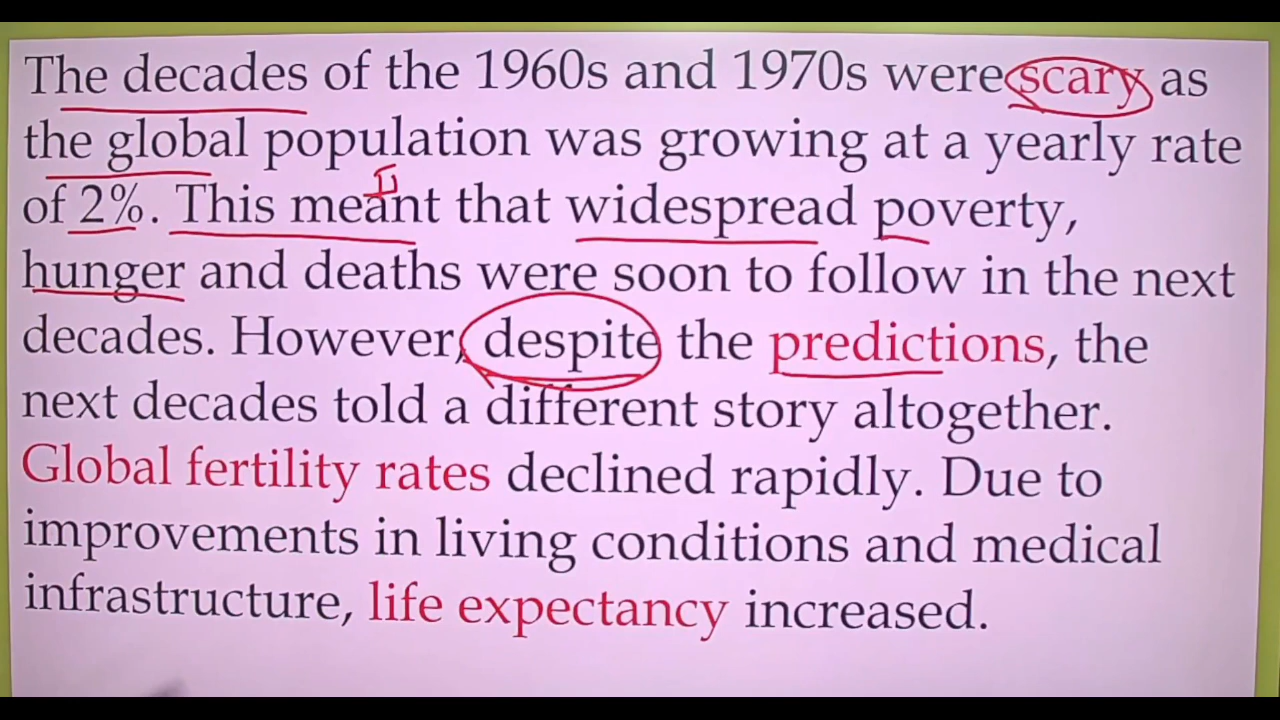 The decades of the 1960s and 1970s were scary as
the global population was growing at a yearly rate
of 2%. This meant that widespread poverty,
hunger and deaths were soon to follow in the next
decades. However, despite the predictions, the
next decades told a different story altogether.
Global fertility rates declined rapidly. Due to
improvements in living conditions and medical
infrastructure, life expectancy increased.